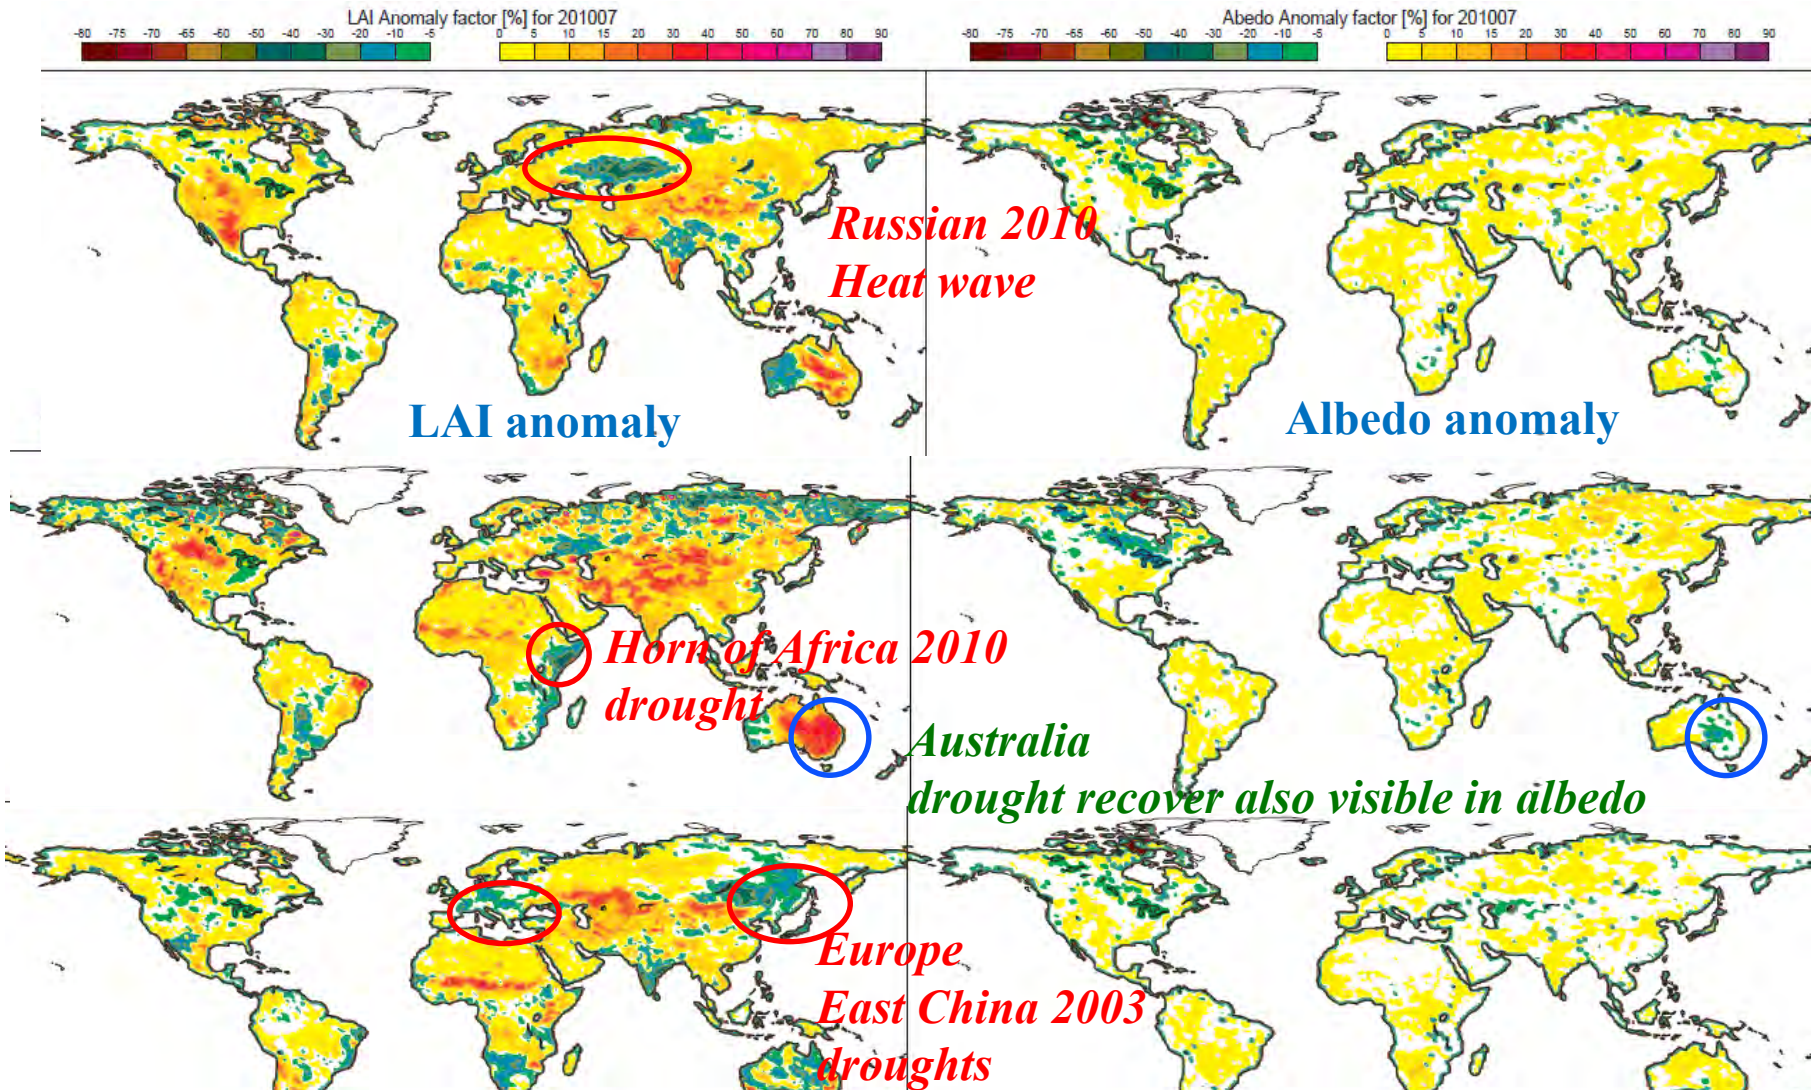 LAI Anomaly factor [%] for 201007
-80 -75 -70 -65 -60 -50 -40 -30 -20 -10 -5 0 5 10 15 20 30 40 50 60 75 80 90
Abedo Anomaly factor [%] for 201007
-80 -75 -70 -65 -60 -50 -40 -30 -20 -10 -5 0 5 10 15 20 30 40 50 60 75 80 90
Russian 2010
Heat wave
LAI anomaly
Albedo anomaly
Horn of Africa 2010
drought
Australia
drought recover also visible in albedo
Europe
East China 2003
droughts